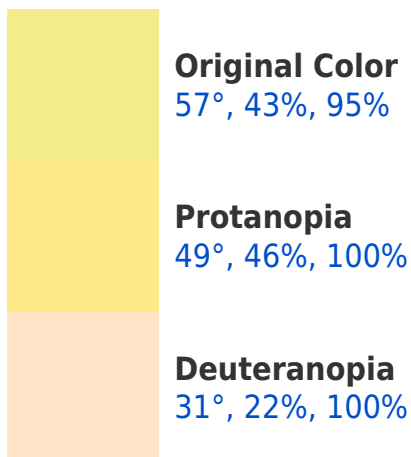 Original Color
57°, 43%, 95%
Protanopia
49°, 46%, 100%
Deuteranopia
31°, 22%, 100%